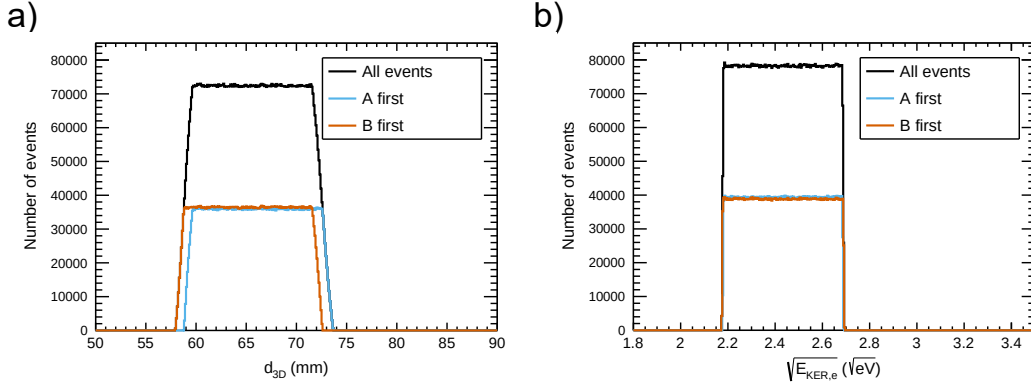 a)
Number of events
80000
70000
60000
50000
40000
30000
20000
10000
0
50 55 60 65 70 75 80 85 90
d3D (mm)
All events
A first
B first
b)
Number of events
80000
70000
60000
50000
40000
30000
20000
10000
0
1.8 2 2.2 2.4 2.6 2.8 3 3.2 3.4
√EKER,e (√eV)
All events
A first
B first